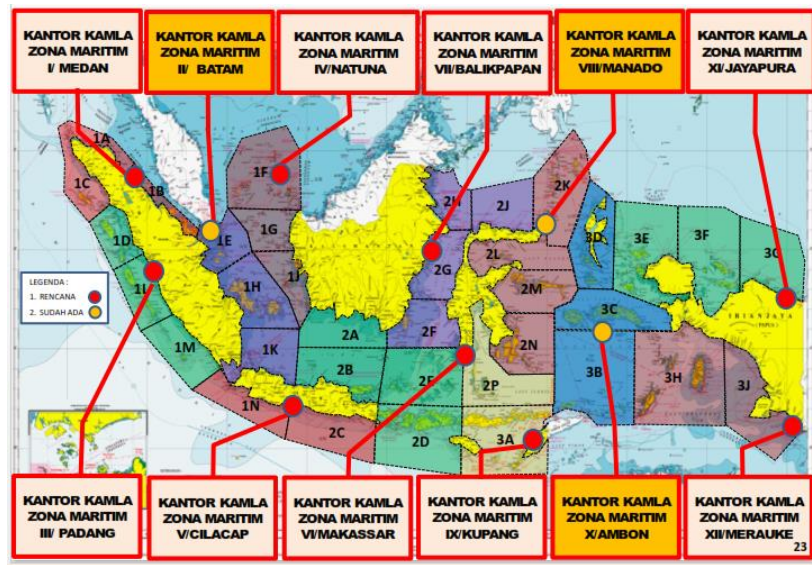 KANTOR KAMLA
ZONA MARITIM
I/ MEDAN
KANTOR KAMLA
ZONA MARITIM
II/ BATAM
KANTOR KAMLA
ZONA MARITIM
IV/NATUNA
KANTOR KAMLA
ZONA MARITIM
VII/BALIKPAPAN
KANTOR KAMLA
ZONA MARITIM
VIII/MANADO
KANTOR KAMLA
ZONA MARITIM
XI/JAYAPURA
1A
1B
1C
1D
1E
1F
1G
1H
1J
1K
1M
1N
2A
2B
2C
2D
2F
2G
2J
2K
2L
2M
2N
2P
3A
3B
3C
3D
3E
3F
3H
3J
LEGENDA :
1. RENCANA
2. SUDAH ADA
IRIANJAYA
KANTOR KAMLA
ZONA MARITIM
III/ PADANG
KANTOR KAMLA
ZONA MARITIM
V/CILACAP
KANTOR KAMLA
ZONA MARITIM
VI/MAKASSAR
KANTOR KAMLA
ZONA MARITIM
IX/KUPANG
KANTOR KAMLA
ZONA MARITIM
X/AMBON
KANTOR KAMLA
ZONA MARITIM
XII/MERAUKE
23